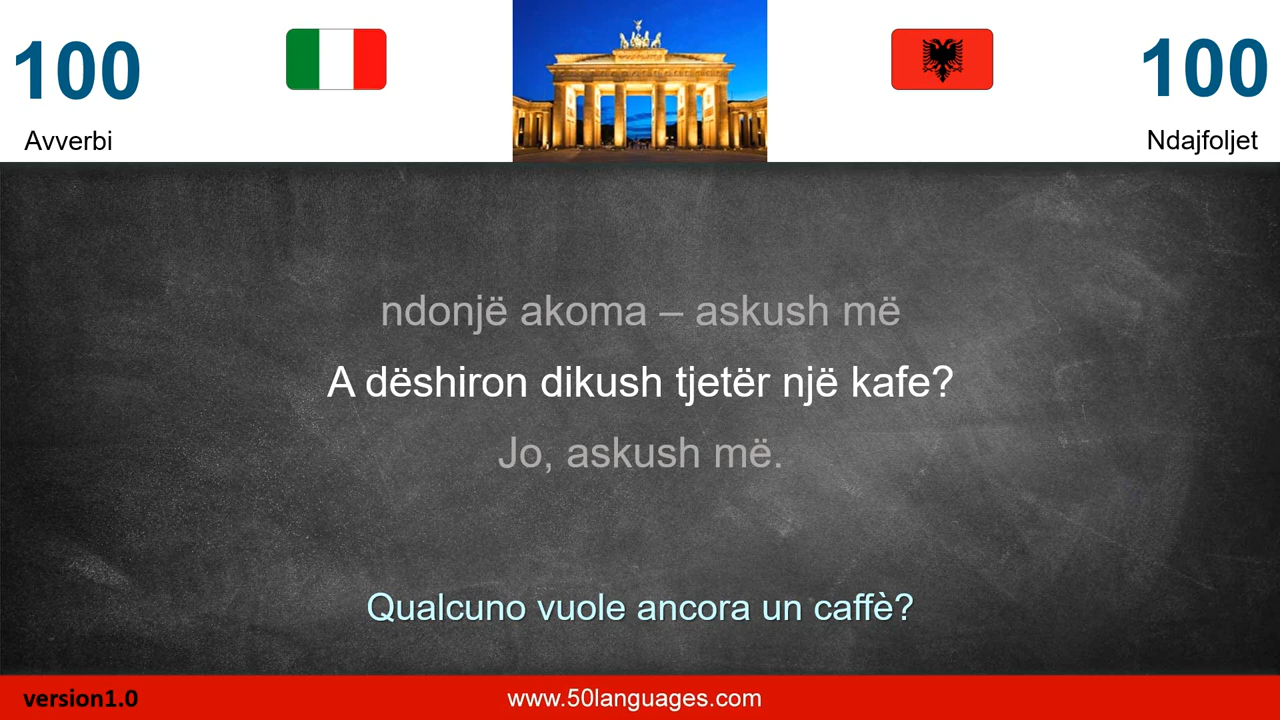 100
100
Avverbi
Ndajfoljet
ndonjë akoma – askush më
A dëshiron dikush tjetër një kafe?
Jo, askush më.
Qualcuno vuole ancora un caffè?
version1.0
www.50languages.com